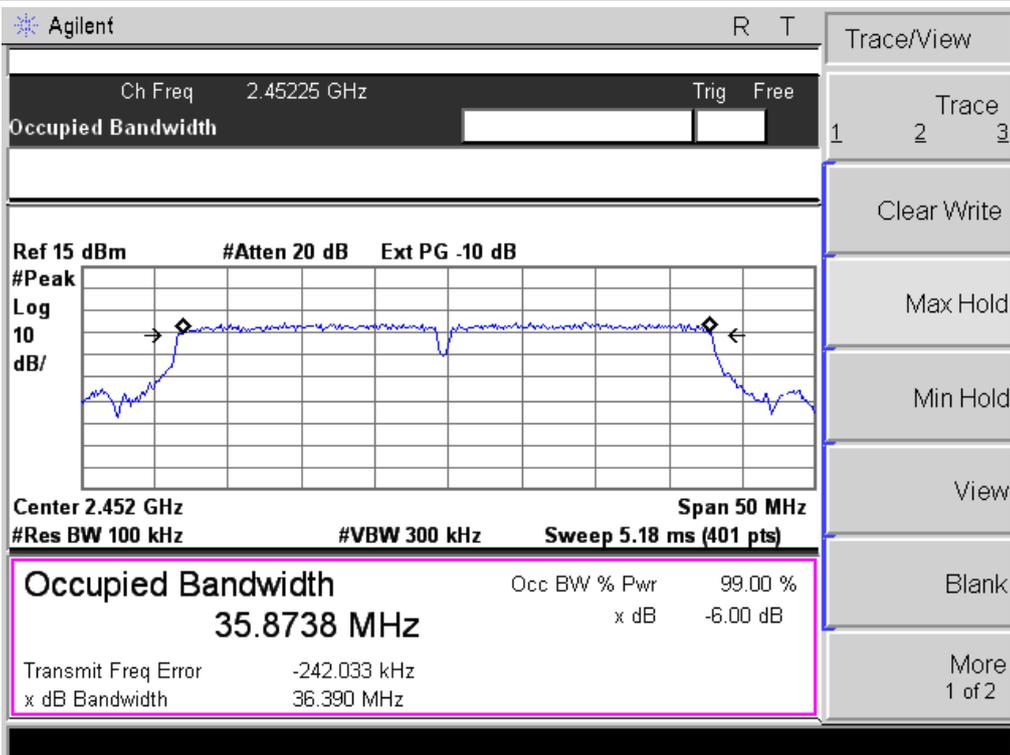 Agilent R T
Trace/View
Ch Freq 2.45225 GHz Trig Free
Occupied Bandwidth
Trace
1 2 3
Clear Write
Ref 15 dBm #Atten 20 dB Ext PG -10 dB
#Peak
Log
10
dB/
Max Hold
Min Hold
Center 2.452 GHz Span 50 MHz
#Res BW 100 kHz #VBW 300 kHz Sweep 5.18 ms (401 pts)
View
Occupied Bandwidth Occ BW % Pwr 99.00 %
35.8738 MHz x dB -6.00 dB
Transmit Freq Error -242.033 kHz
x dB Bandwidth 36.390 MHz
Blank
More
1 of 2